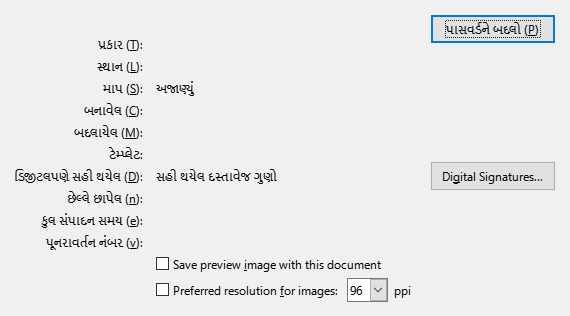 પાસવર્ડને બદલો (P)
પ્રકાર (T):
સ્થાન (L):
માપ (S): અજાણ્યું
બનાવેલ (C):
બદલાયેલ (M):
ટેમ્પ્લેટ:
ડિજીટલપણે સહી થયેલ (D): સહી થયેલ દસ્તાવેજ ગુણો Digital Signatures...
છેલ્લે છાપેલ (n):
કુલ સંપાદન સમય (e):
પૂનરાવર્તન નંબર (v):
Save preview image with this document
Preferred resolution for images: 96 ppi